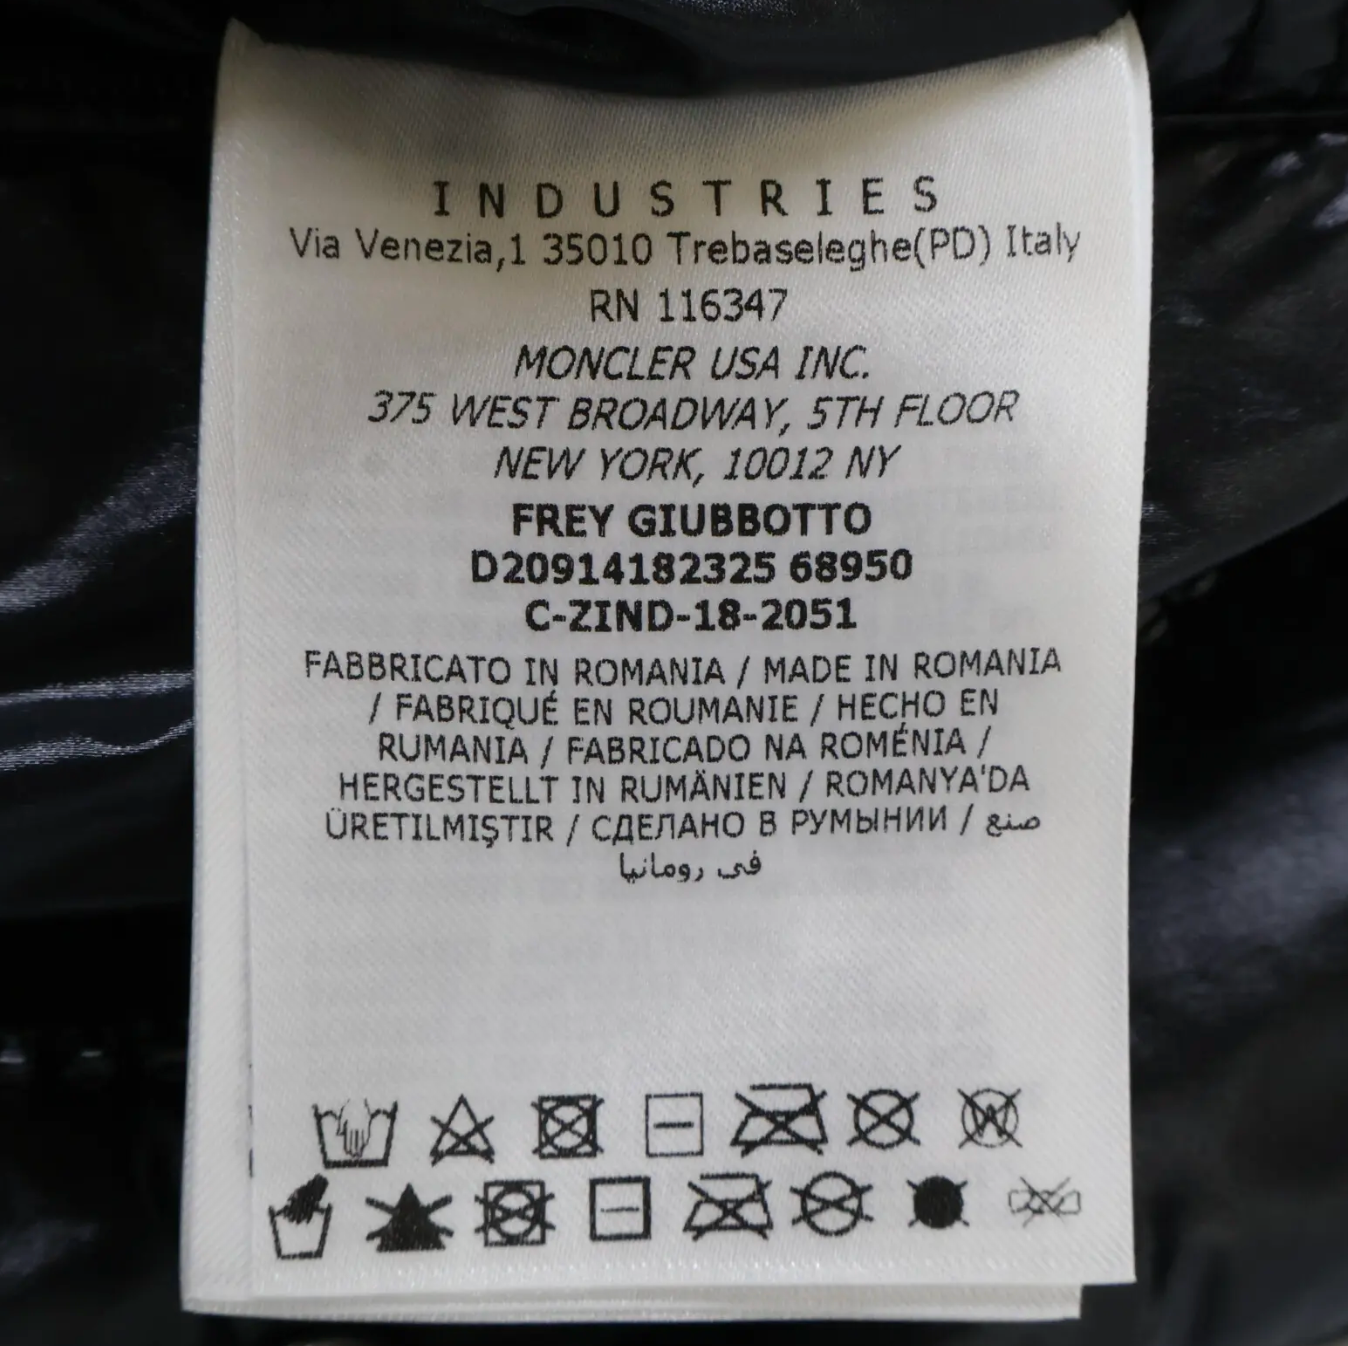 INDUSTRIES
Via Venezia,1 35010 Trebaseleghe(PD) Italy
RN 116347
MONCLER USA INC.
375 WEST BROADWAY, 5TH FLOOR
NEW YORK, 10012 NY
FREY GIUBBOTTO
D20914182325 68950
C-ZIND-18-2051
FABBRICATO IN ROMANIA / MADE IN ROMANIA
/ FABRIQUÉ EN ROUMANIE / HECHO EN
RUMANIA / FABRICADO NA ROMÉNIA /
HERGESTELLT IN RUMÄNIEN / ROMANYA'DA
ÜRETILMIŞTIR / СДЕЛАНО В РУМЫНИИ / صنع
فى رومانيا
W